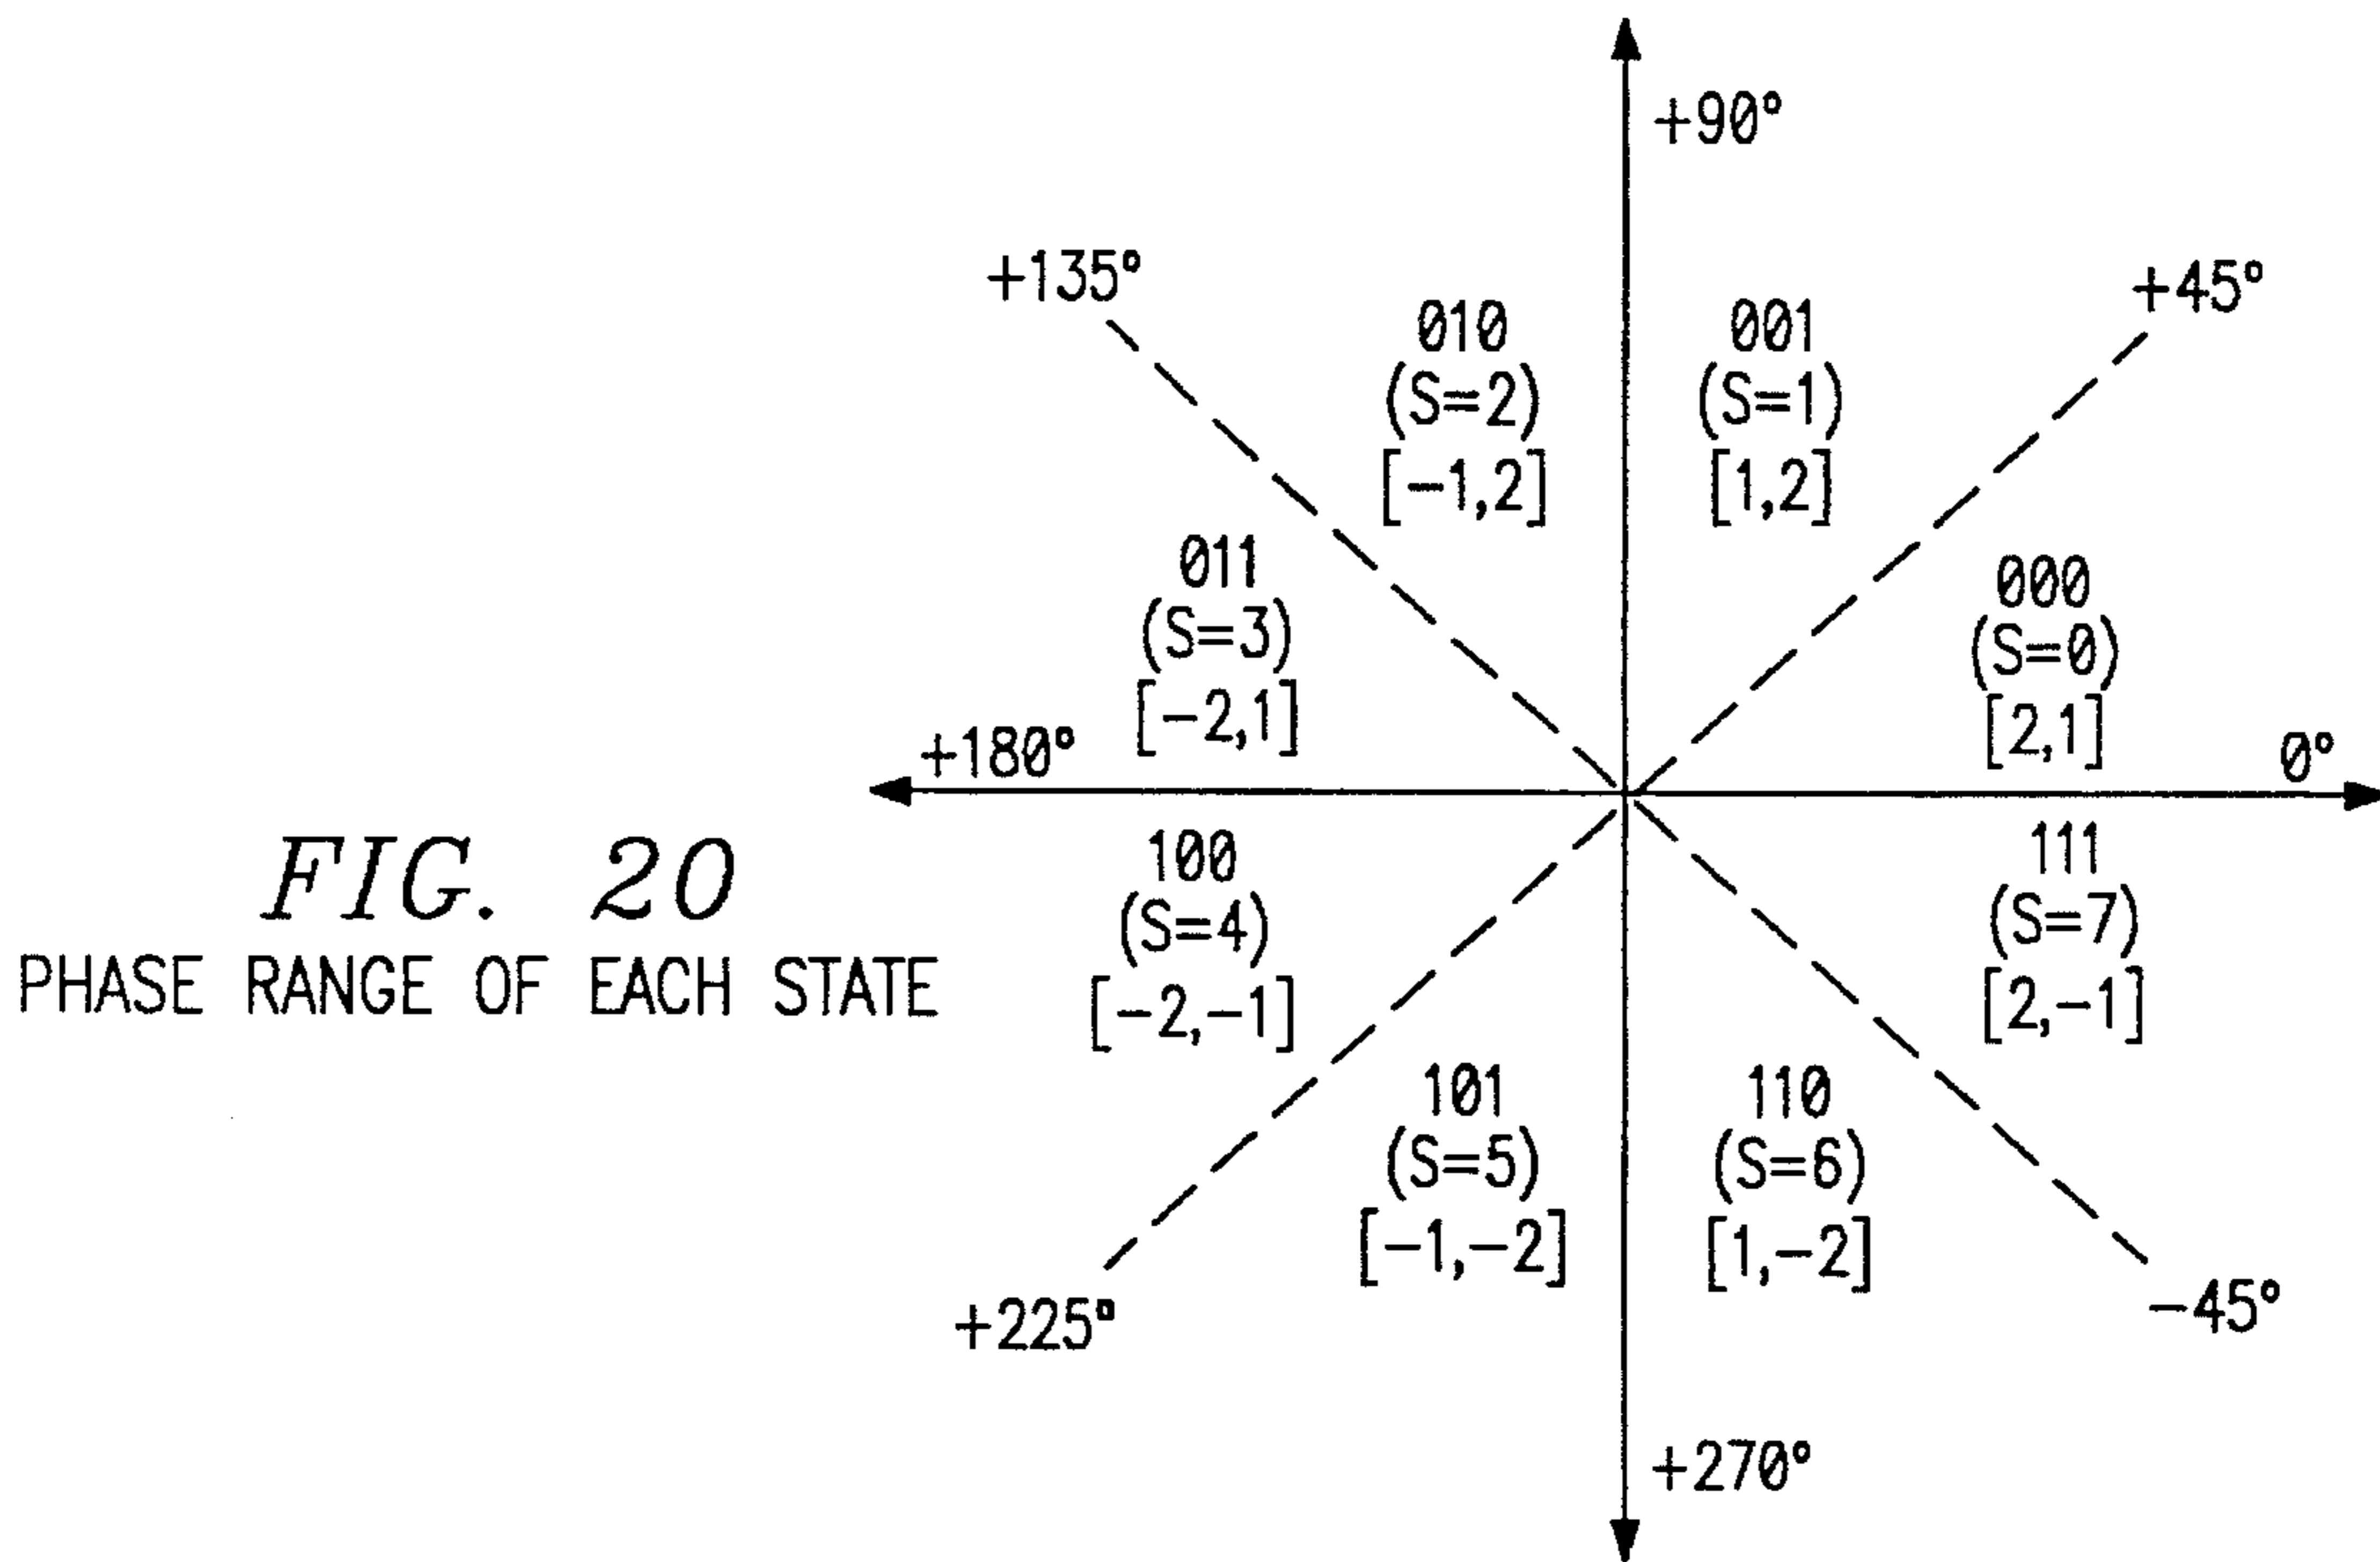 +90°
+135°
+45°
010
(S=2)
[-1,2]
001
(S=1)
[1,2]
011
(S=3)
[-2,1]
000
(S=0)
[2,1]
+180°
0°
FIG. 20
PHASE RANGE OF EACH STATE
100
(S=4)
[-2,-1]
111
(S=7)
[2,-1]
101
(S=5)
[-1,-2]
110
(S=6)
[1,-2]
+225°
-45°
+270°